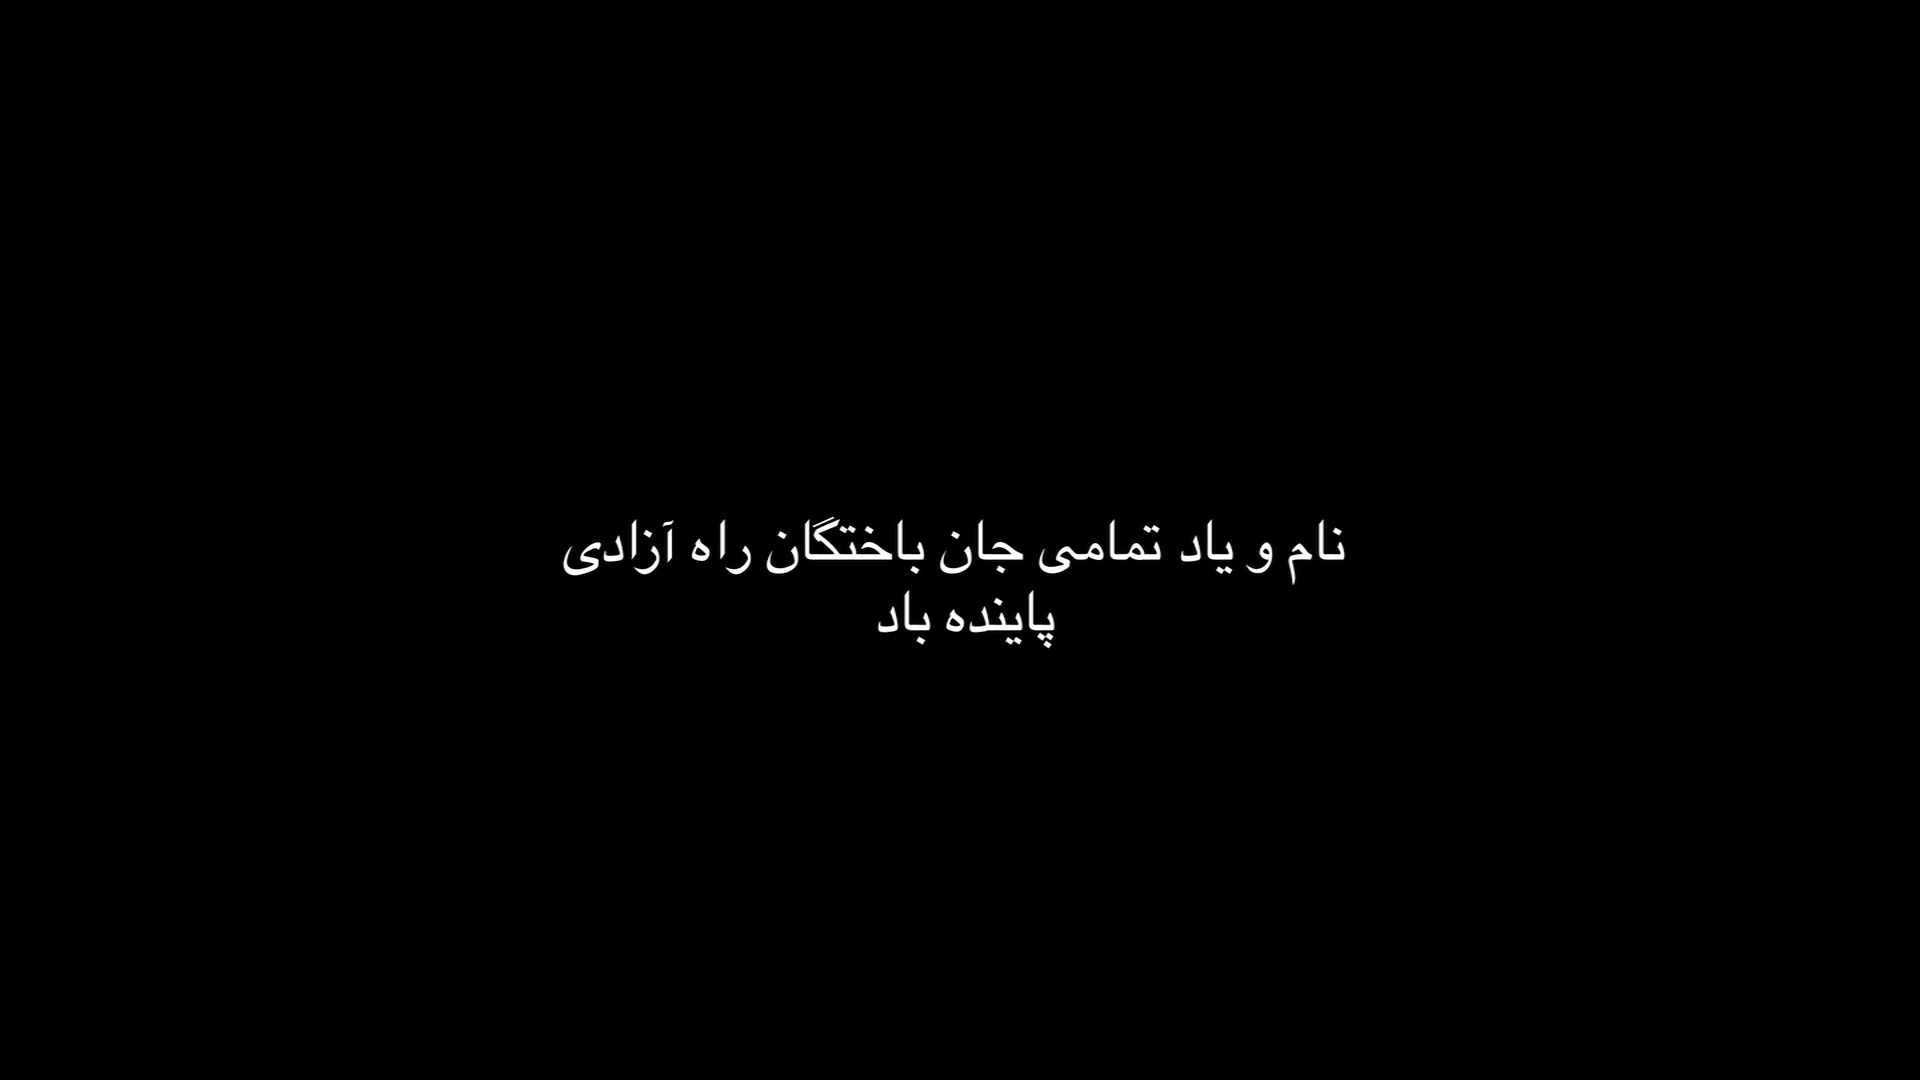 نام و یاد تمامی جان باختگان راه آزادی
پاینده باد